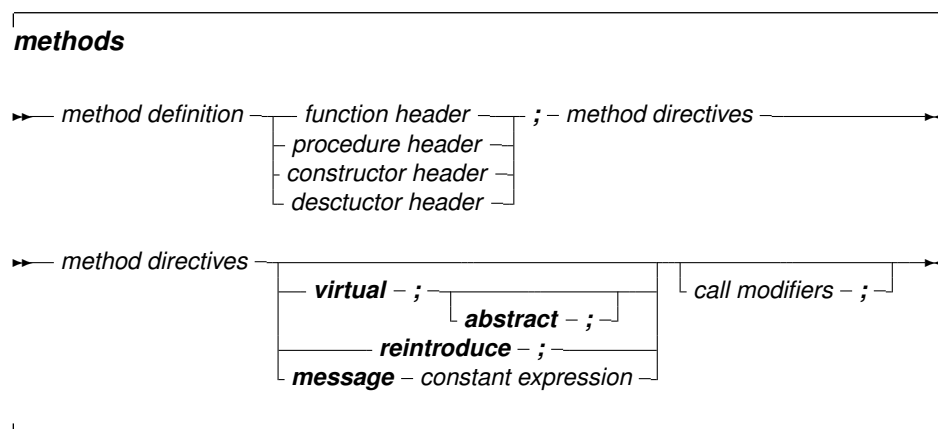 methods
method definition function header ; method directives
procedure header
constructor header
desctuctor header
method directives
virtual ; call modifiers ;
abstract ;
reintroduce ;
message constant expression